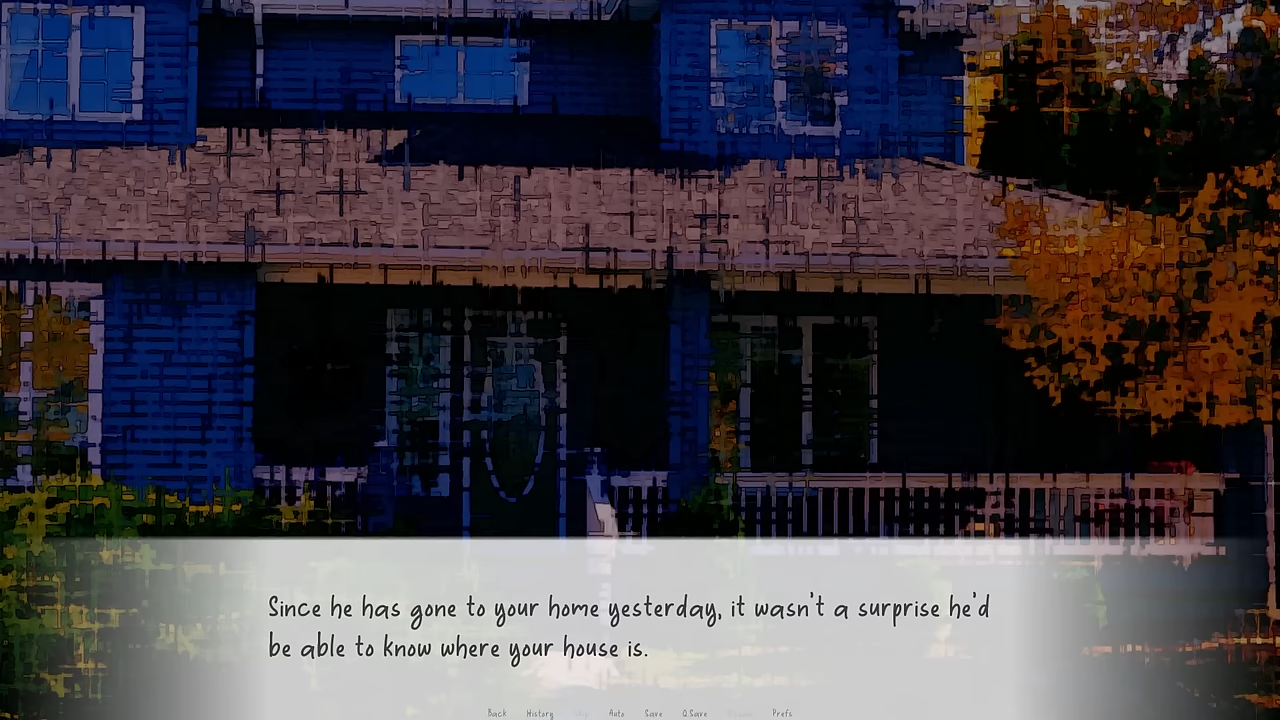 Since he has gone to your home yesterday, it wasn't a surprise he'd
be able to know where your house is.
Back History Auto Save Q.Save Prefs